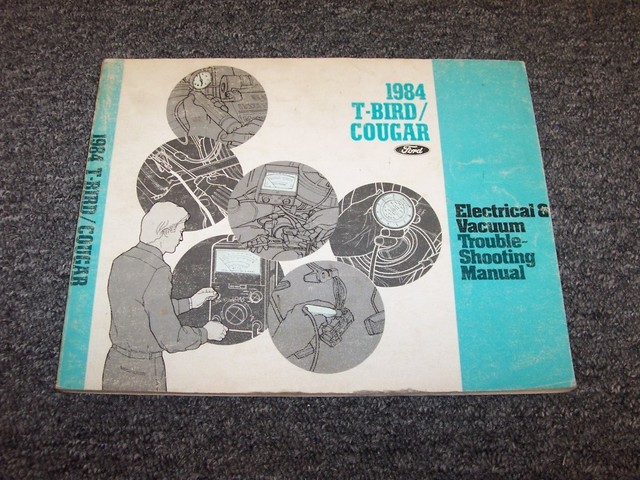 1984 T-BIRD/COUGAR
1984
T-BIRD/
COUGAR
Ford
Electrical &
Vacuum
Trouble-
Shooting
Manual